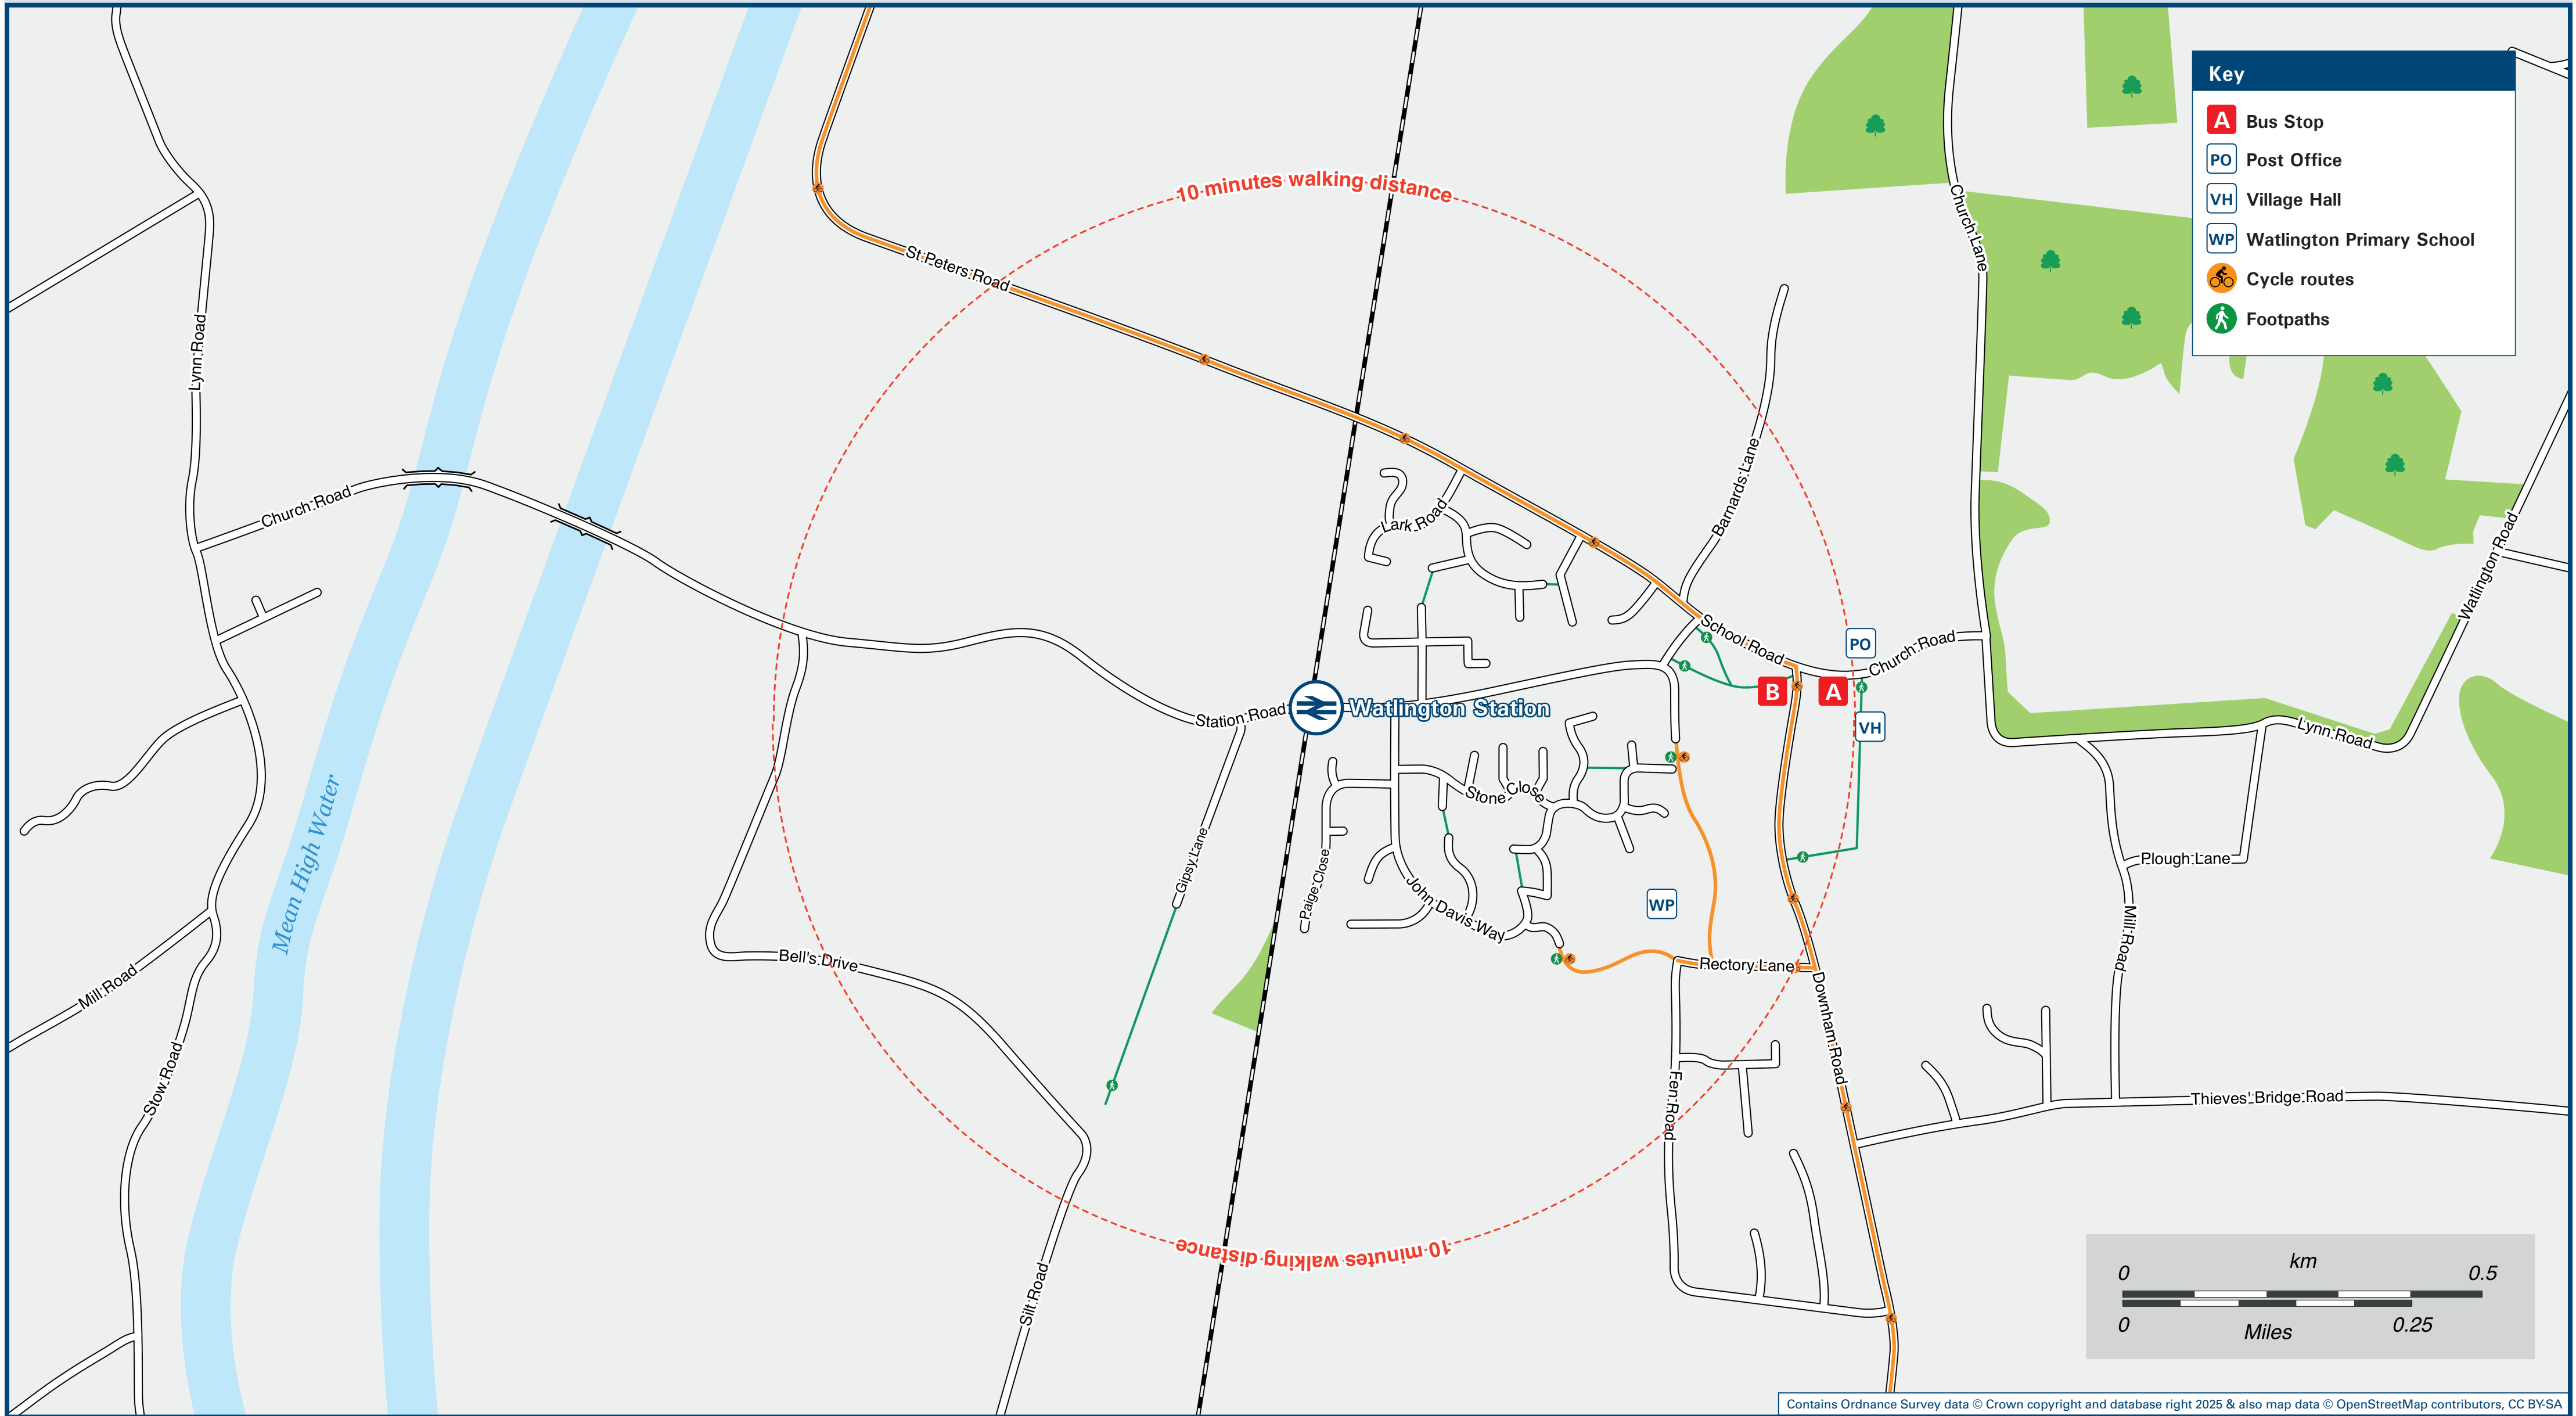 10 minutes walking distance
Key
A Bus Stop
PO Post Office
VH Village Hall
WP Watlington Primary School
Cycle routes
Footpaths
St Peters Road
Church Lane
Lynn Road
Church Road
Lark Road
Barnards Lane
School Road
PO
Church Road
Watlington Road
B
A
Station Road
Watlington Station
VH
Lynn Road
Mean High Water
Gipsy Lane
Paige Close
Stone Close
John Davis Way
WP
Plough Lane
Mill Road
Mill Road
Bell's Drive
Rectory Lane
Downham Road
Stow Road
Fen Road
Thieves' Bridge Road
Silt Road
10 minutes walking distance
km
0 0.5
0 Miles 0.25
Contains Ordnance Survey data © Crown copyright and database right 2025 & also map data © OpenStreetMap contributors, CC BY-SA